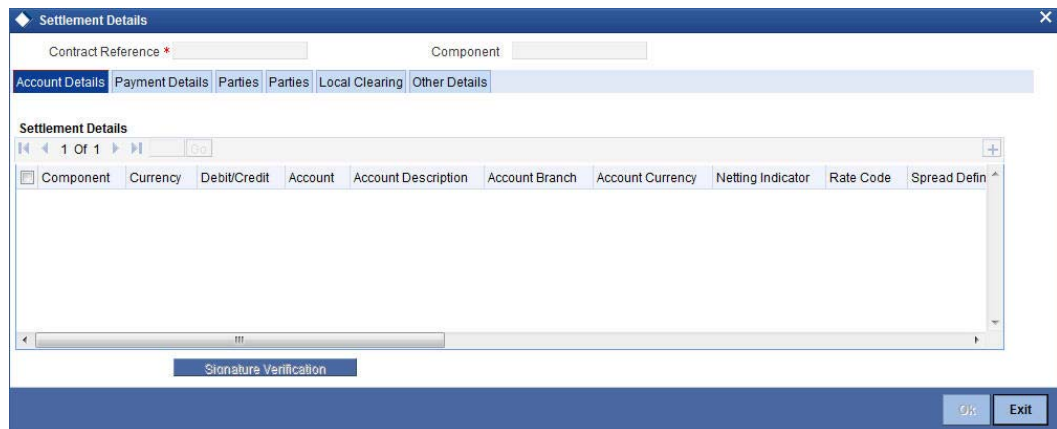 Settlement Details
Contract Reference * Component
Account Details Payment Details Parties Parties Local Clearing Other Details
Settlement Details
1 Of 1 Go
Component Currency Debit/Credit Account Account Description Account Branch Account Currency Netting Indicator Rate Code Spread Defin
Signature Verification
Ok Exit